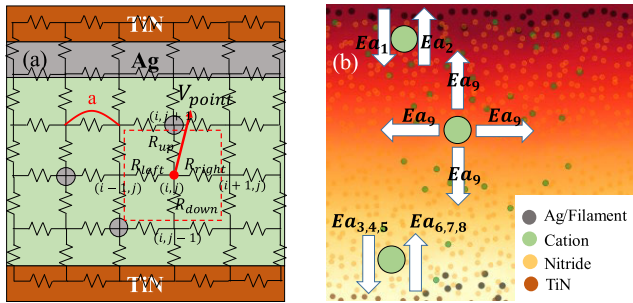 TiN
(a)
Ag
a
V_point
(i, j + 1)
R_up
R_left
R_right
(i − 1, j)
(i, j)
(i + 1, j)
R_down
(i, j − 1)
TiN
(b)
Ea_1
Ea_2
Ea_9
Ea_9
Ea_9
Ea_9
Ea_3,4,5
Ea_6,7,8
Ag/Filament
Cation
Nitride
TiN